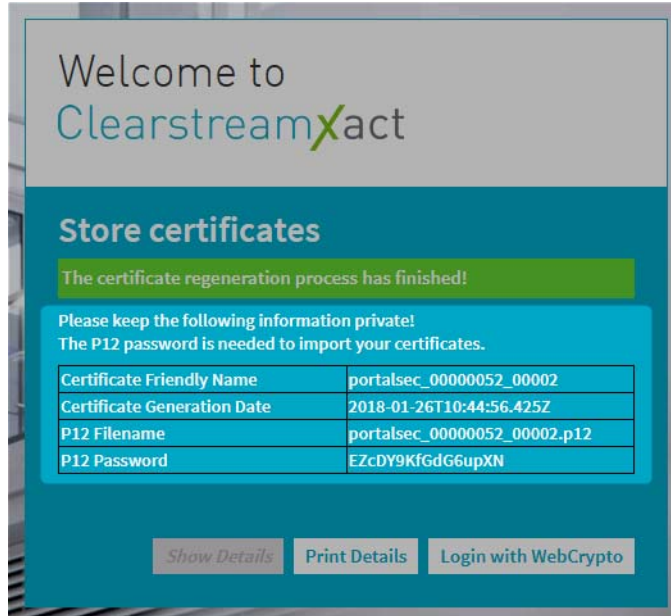 Welcome to
ClearstreamXact
Store certificates
The certificate regeneration process has finished!
Please keep the following information private!
The P12 password is needed to import your certificates.
Certificate Friendly Name portalsec_00000052_00002
Certificate Generation Date 2018-01-26T10:44:56.425Z
P12 Filename portalsec_00000052_00002.p12
P12 Password EZcDY9KfGdG6upXN
Show Details Print Details Login with WebCrypto